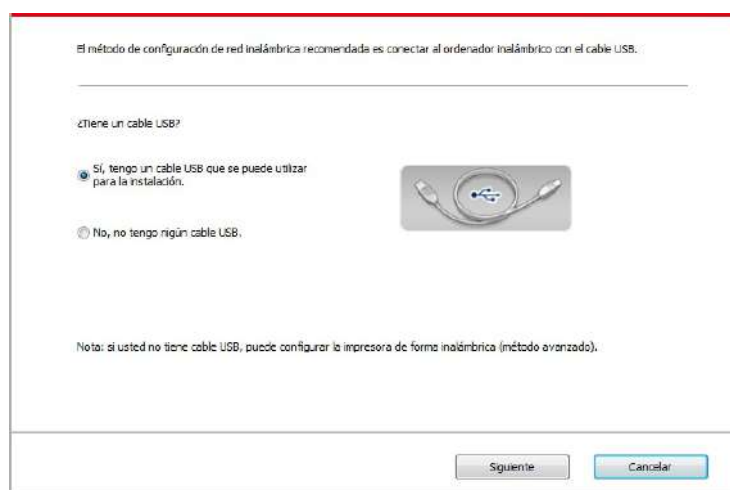 El método de configuración de red inalámbrica recomendada es conectar al ordenador inalámbrico con el cable USB.
¿Tiene un cable USB?
Sí, tengo un cable USB que se puede utilizar
para la instalación.
No, no tengo nigún cable USB.
Nota: si usted no tiene cable USB, puede configurar la impresora de forma inalámbrica (método avanzado).
Siguiente
Cancelar